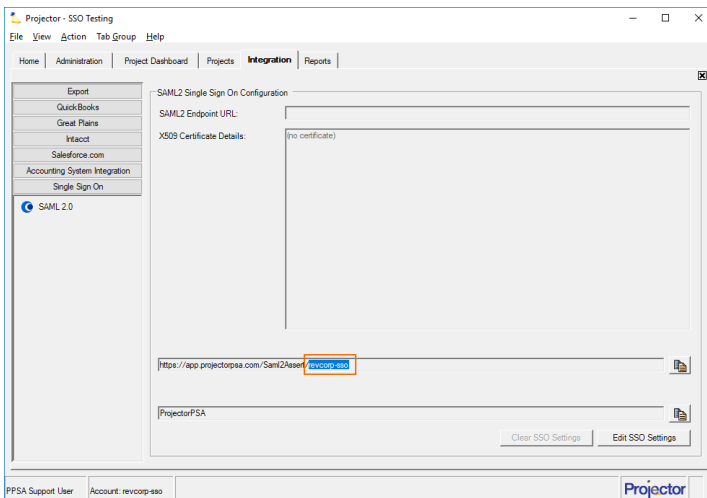 Projector - SSO Testing
File View Action Tab Group Help
Home Administration Project Dashboard Projects Integration Reports
Export
QuickBooks
Great Plains
Intacct
Salesforce.com
Accounting System Integration
Single Sign On
SAML 2.0
SAML2 Single Sign On Configuration
SAML2 Endpoint URL:
X509 Certificate Details:
(no certificate)
https://app.projectorpsa.com/Saml2Assert/revcorp-sso
ProjectorPSA
Clear SSO Settings Edit SSO Settings
PPSA Support User Account: revcorp-sso Projector